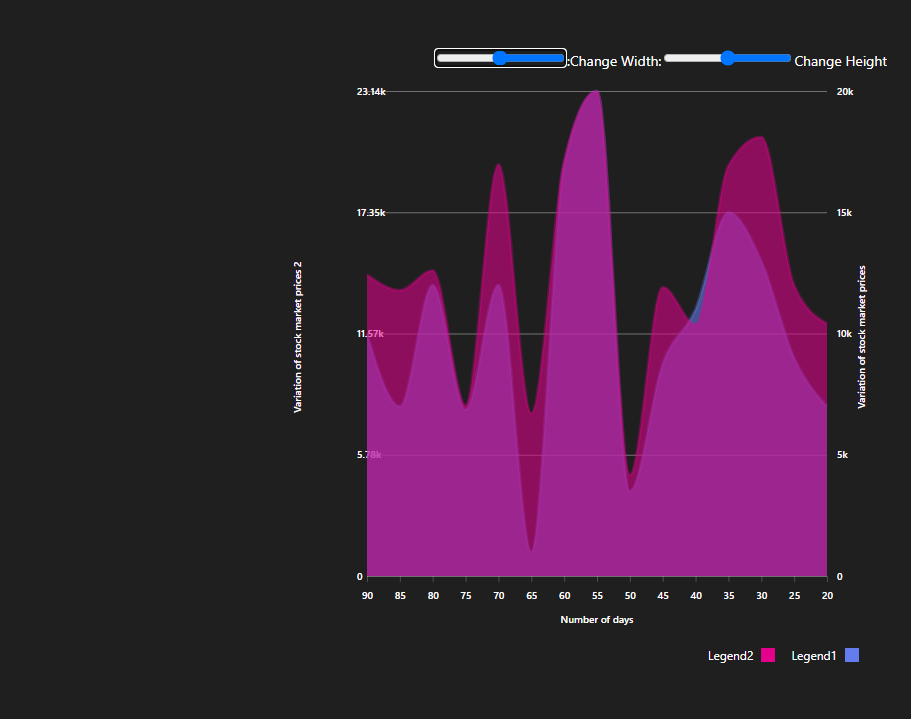 :Change Width: Change Height
23.14k
17.35k
11.57k
5.78k
0
Variation of stock market prices 2
20k
15k
10k
5k
0
Variation of stock market prices
90 85 80 75 70 65 60 55 50 45 40 35 30 25 20
Number of days
Legend2 Legend1